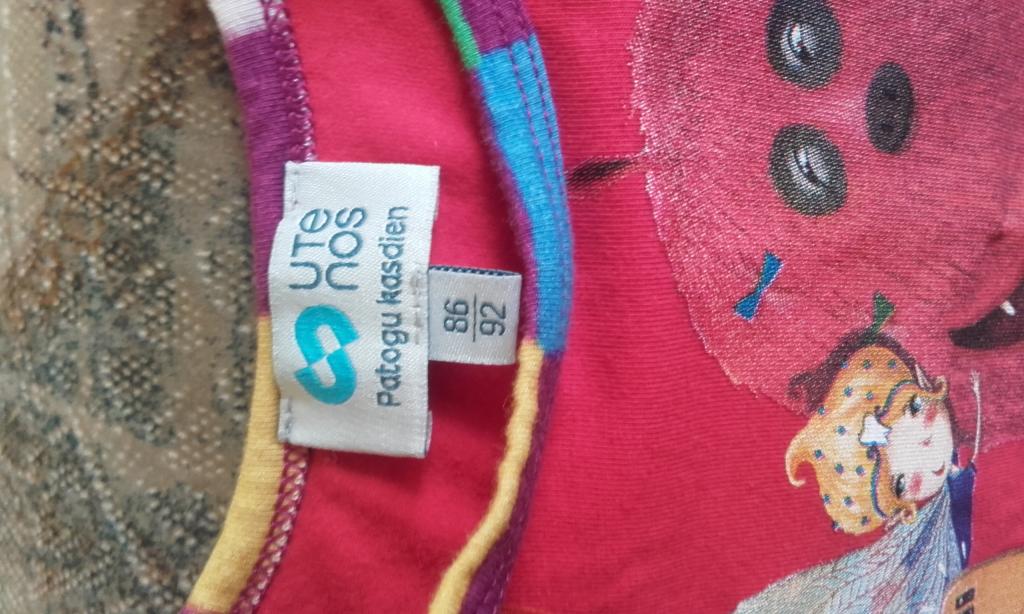 UTe
nos
Patogu kasdien
86
92